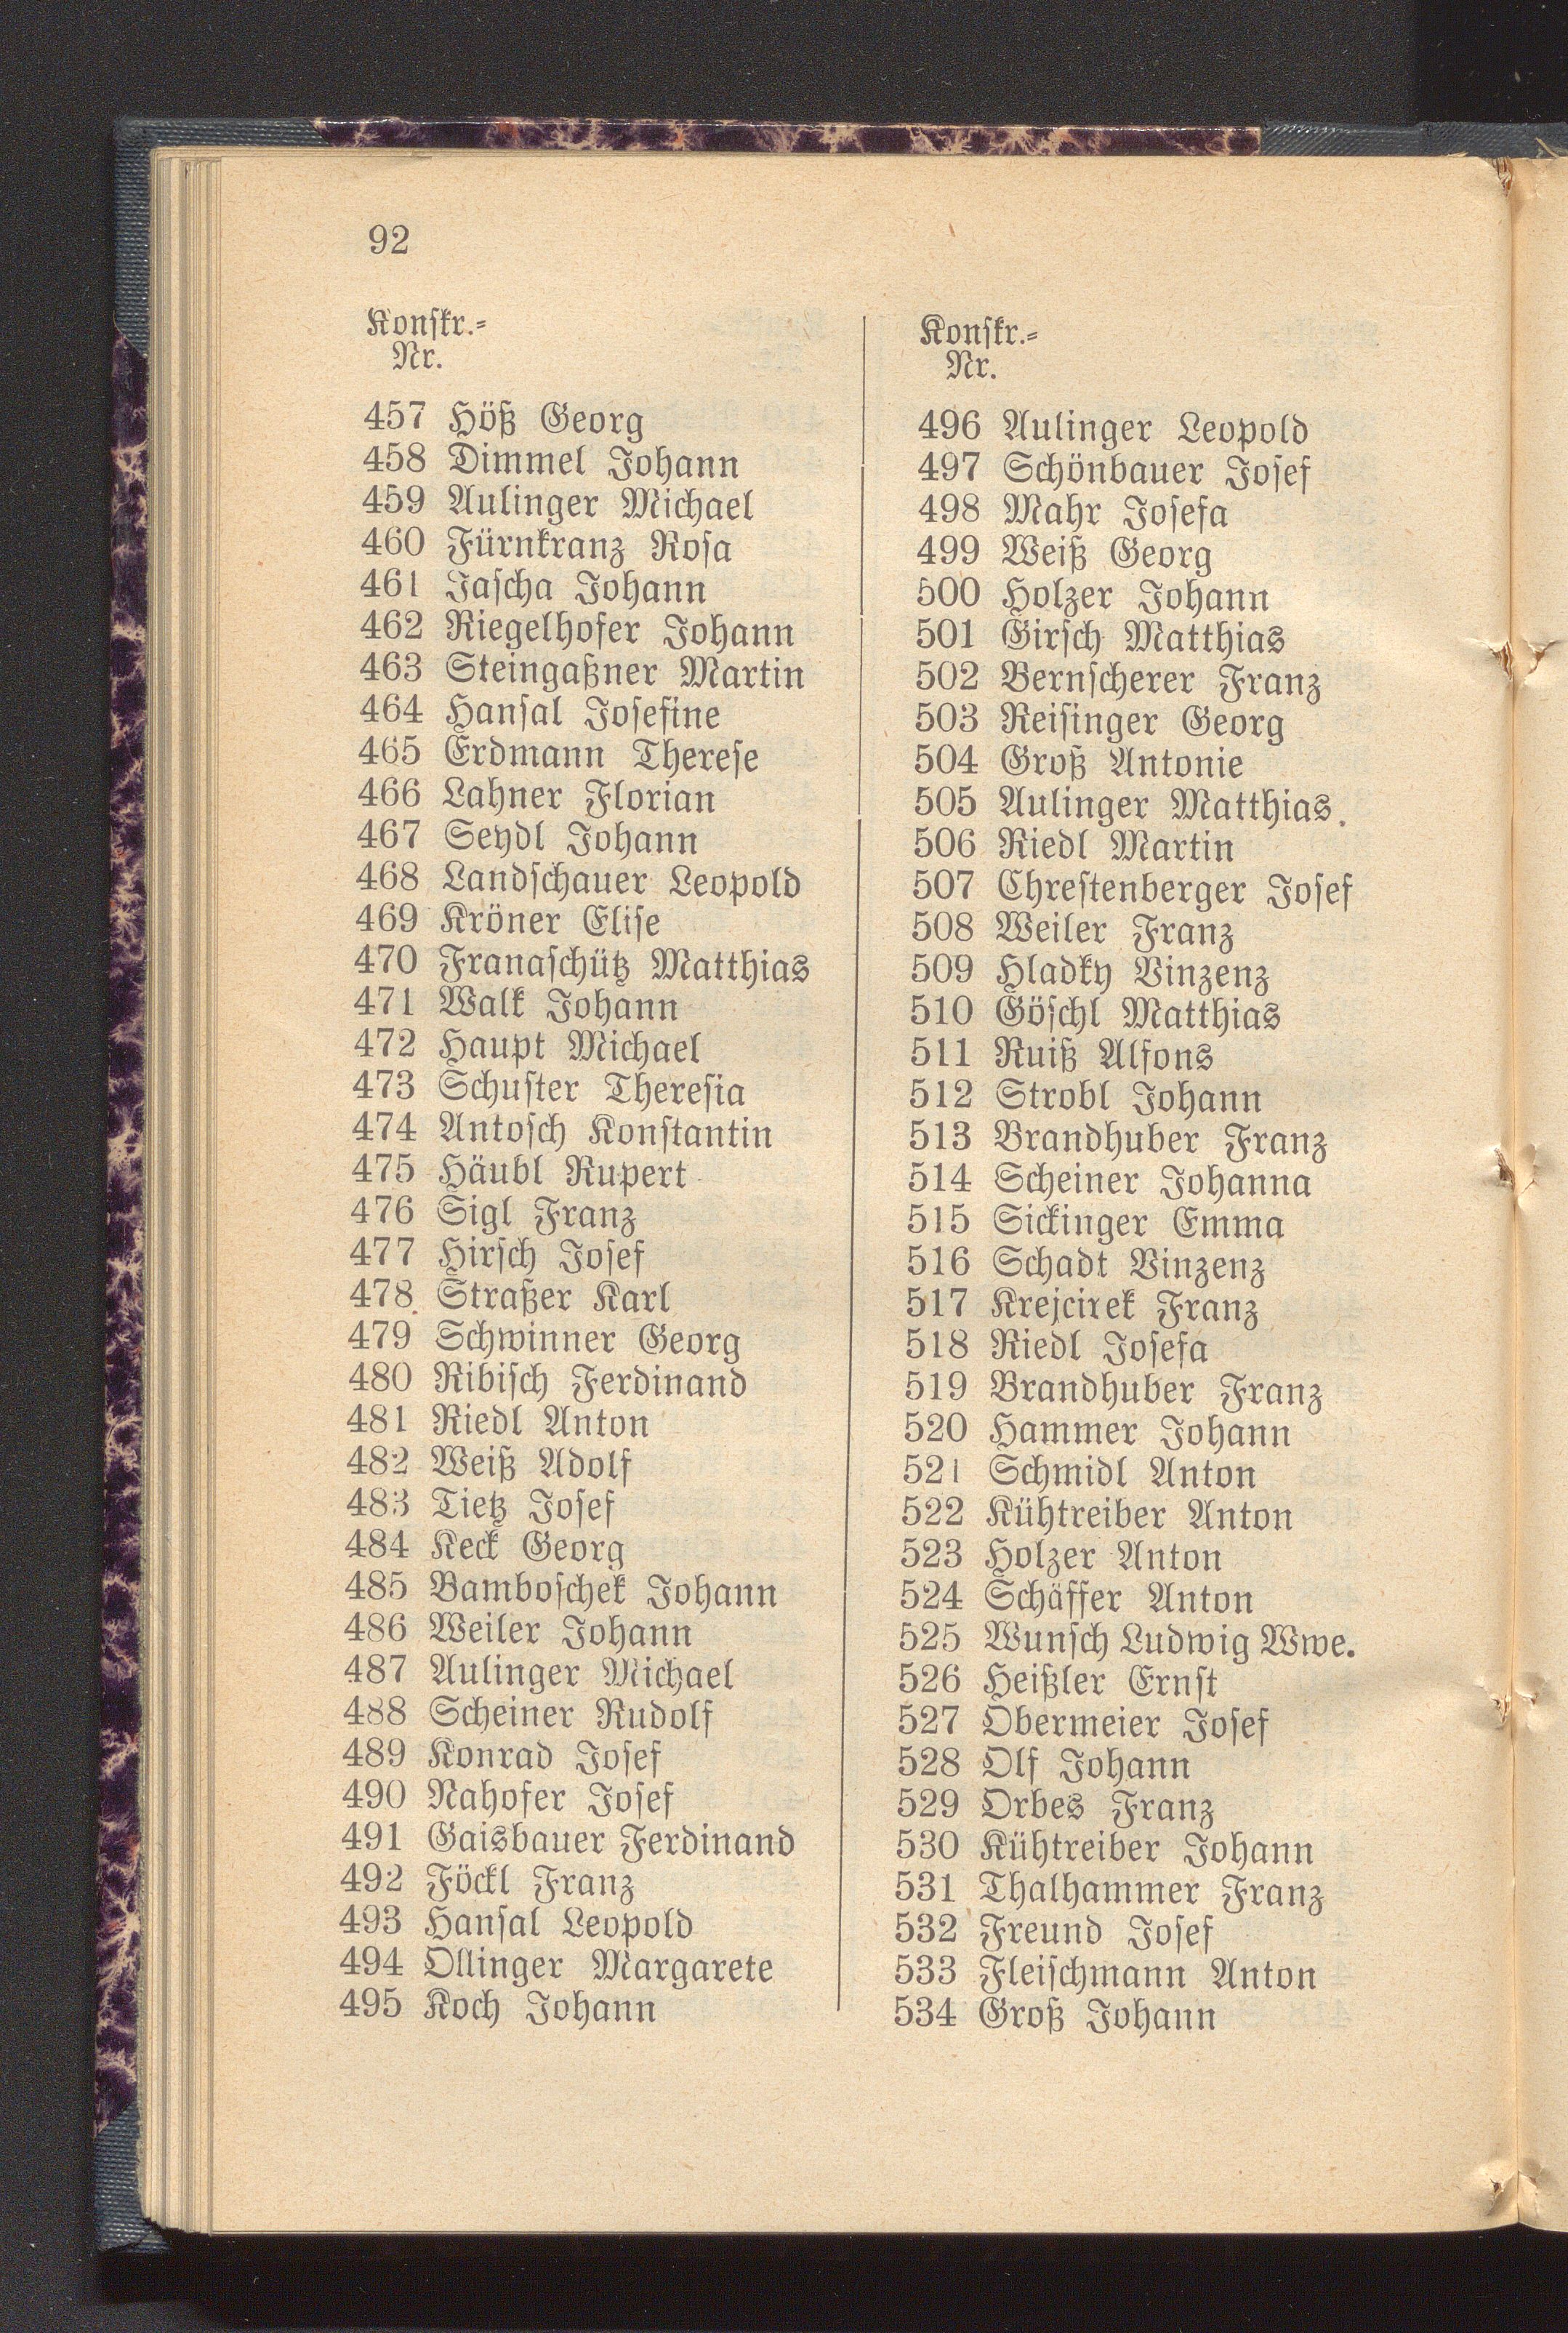 92
Konskr.-
Nr.
457 Höß Georg
458 Dimmel Johann
459 Aulinger Michael
460 Fürnkranz Rosa
461 Jascha Johann
462 Riegelhofer Johann
463 Steingaßner Martin
464 Hansal Josefine
465 Erdmann Therese
466 Lahner Florian
467 Seydl Johann
468 Landschauer Leopold
469 Kröner Elise
470 Franaschütz Matthias
471 Walk Johann
472 Haupt Michael
473 Schuster Theresia
474 Antosch Konstantin
475 Häubl Rupert
476 Sigl Franz
477 Hirsch Josef
478 Straßer Karl
479 Schwinner Georg
480 Ribisch Ferdinand
481 Riedl Anton
482 Weiß Adolf
483 Tietz Josef
484 Keck Georg
485 Bamboschek Johann
486 Weiler Johann
487 Aulinger Michael
488 Scheiner Rudolf
489 Konrad Josef
490 Nahofer Josef
491 Gaisbauer Ferdinand
492 Föckl Franz
493 Hansal Leopold
494 Ollinger Margarete
495 Koch Johann
Konskr.-
Nr.
496 Aulinger Leopold
497 Schönbauer Josef
498 Mahr Josefa
499 Weiß Georg
500 Holzer Johann
501 Girsch Matthias
502 Bernscherer Franz
503 Reisinger Georg
504 Groß Antonie
505 Aulinger Matthias.
506 Riedl Martin
507 Chrestenberger Josef
508 Weiler Franz
509 Hladky Vinzenz
510 Göschl Matthias
511 Ruiß Alfons
512 Strobl Johann
513 Brandhuber Franz
514 Scheiner Johanna
515 Sickinger Emma
516 Schadt Vinzenz
517 Krejcirek Franz
518 Riedl Josefa
519 Brandhuber Franz
520 Hammer Johann
521 Schmidl Anton
522 Kühtreiber Anton
523 Holzer Anton
524 Schäffer Anton
525 Wunsch Ludwig Wwe.
526 Heißler Ernst
527 Obermeier Josef
528 Olf Johann
529 Orbes Franz
530 Kühtreiber Johann
531 Thalhammer Franz
532 Freund Josef
533 Fleischmann Anton
534 Groß Johann